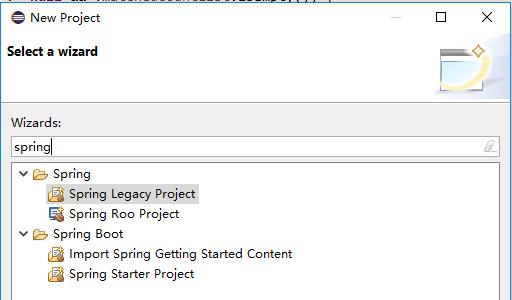 New Project
Select a wizard
Wizards:
spring
Spring
Spring Legacy Project
Spring Roo Project
Spring Boot
Import Spring Getting Started Content
Spring Starter Project